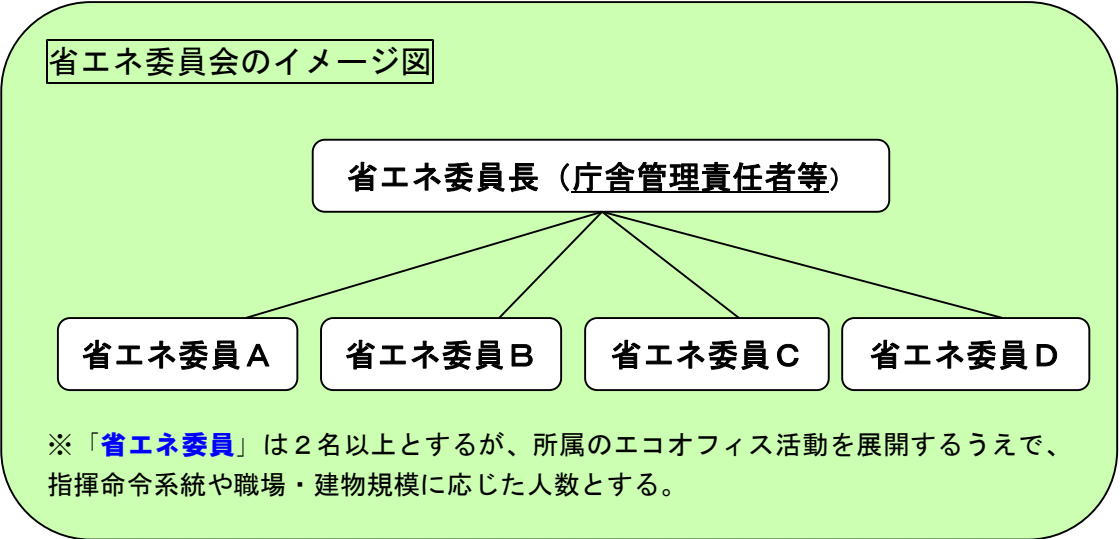 省エネ委員会のイメージ図
省エネ委員長（庁舎管理責任者等）
省エネ委員Ａ
省エネ委員Ｂ
省エネ委員Ｃ
省エネ委員Ｄ
※「省エネ委員」は２名以上とするが、所属のエコオフィス活動を展開するうえで、
指揮命令系統や職場・建物規模に応じた人数とする。